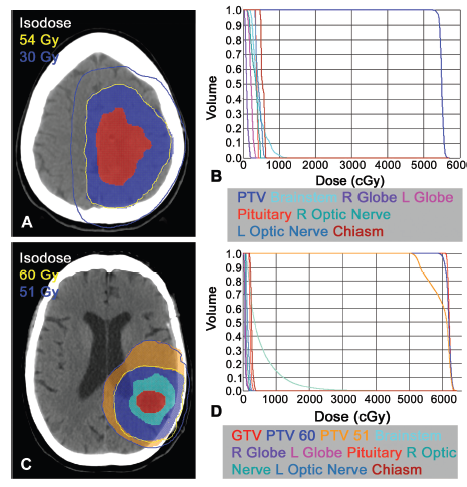 Isodose
54 Gy
30 Gy
A
1.0
0.9
0.8
0.7
0.6
0.5
0.4
0.3
0.2
0.1
0.0
Volume
0 1000 2000 3000 4000 5000 6000
Dose (cGy)
B
PTV Brainstem R Globe L Globe
Pituitary R Optic Nerve
L Optic Nerve Chiasm
Isodose
60 Gy
51 Gy
C
1.0
0.9
0.8
0.7
0.6
0.5
0.4
0.3
0.2
0.1
0.0
Volume
0 1000 2000 3000 4000 5000 6000
Dose (cGy)
D
GTV PTV 60 PTV 51 Brainstem
R Globe L Globe Pituitary R Optic
Nerve L Optic Nerve Chiasm